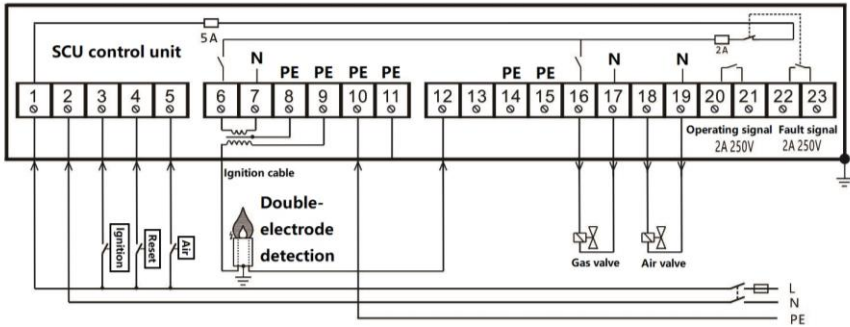 5A
2A
SCU control unit
N
N
N
PE PE PE PE
PE PE
1 2 3 4 5
6 7 8 9 10 11
12 13 14 15 16 17 18 19 20 21 22 23
Operating signal
2A 250V
Fault signal
2A 250V
Ignition cable
Double-
electrode
detection
Ignition
Reset
Air
Gas valve
Air valve
L
N
PE